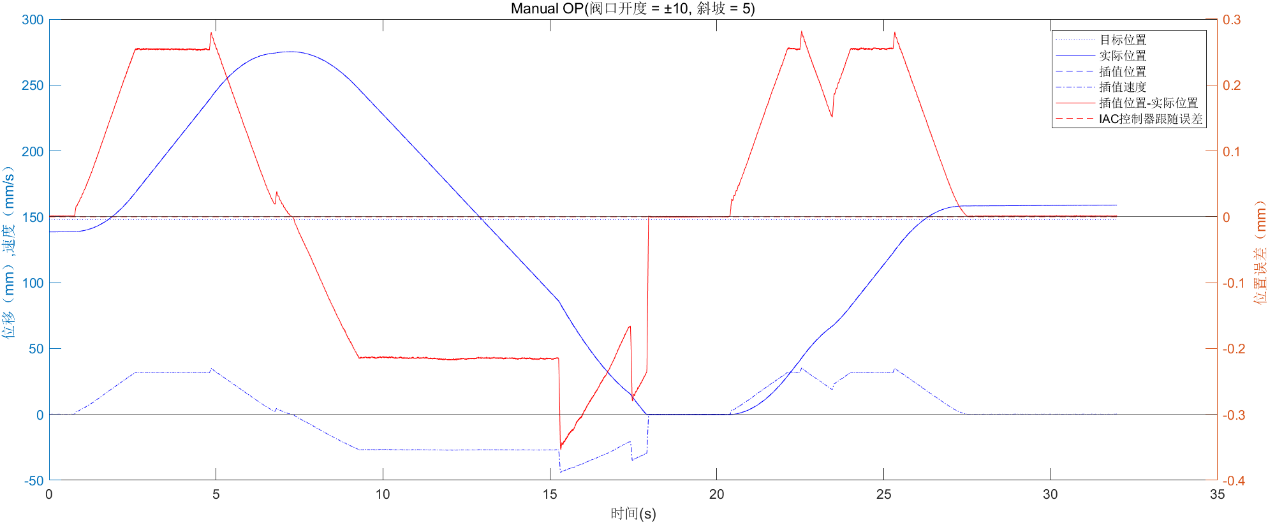 Manual OP(阀口开度 = ±10, 斜坡 = 5)
300
250
200
150
100
50
0
-50
位移（mm）,速度（mm/s）
0.3
0.2
0.1
0
-0.1
-0.2
-0.3
-0.4
位置误差（mm）
目标位置
实际位置
插值位置
插值速度
插值位置-实际位置
IAC控制器跟随误差
0 5 10 15 20 25 30 35
时间(s)